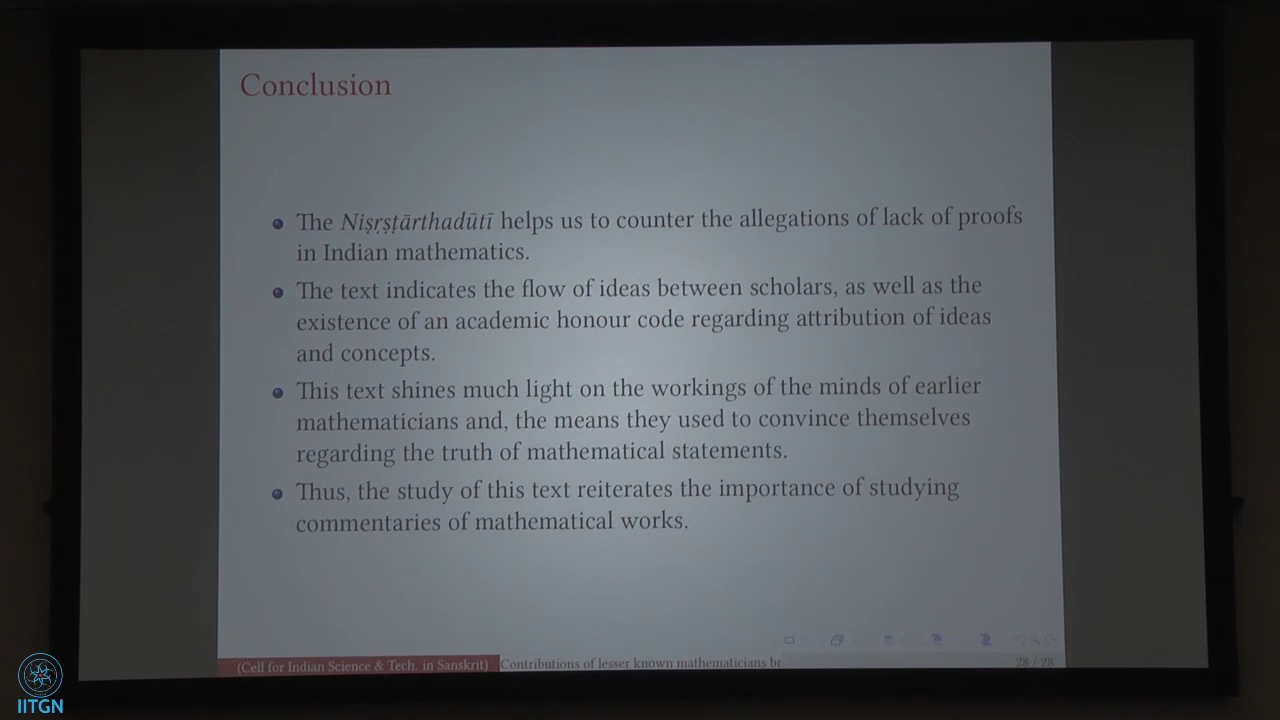 Conclusion
The Niṣṛṣṭārthadūtī helps us to counter the allegations of lack of proofs
in Indian mathematics.
The text indicates the flow of ideas between scholars, as well as the
existence of an academic honour code regarding attribution of ideas
and concepts.
This text shines much light on the workings of the minds of earlier
mathematicians and, the means they used to convince themselves
regarding the truth of mathematical statements.
Thus, the study of this text reiterates the importance of studying
commentaries of mathematical works.
(Cell for Indian Science & Tech. in Sanskrit) Contributions of lesser known mathematicians br
28 / 28
IITGN